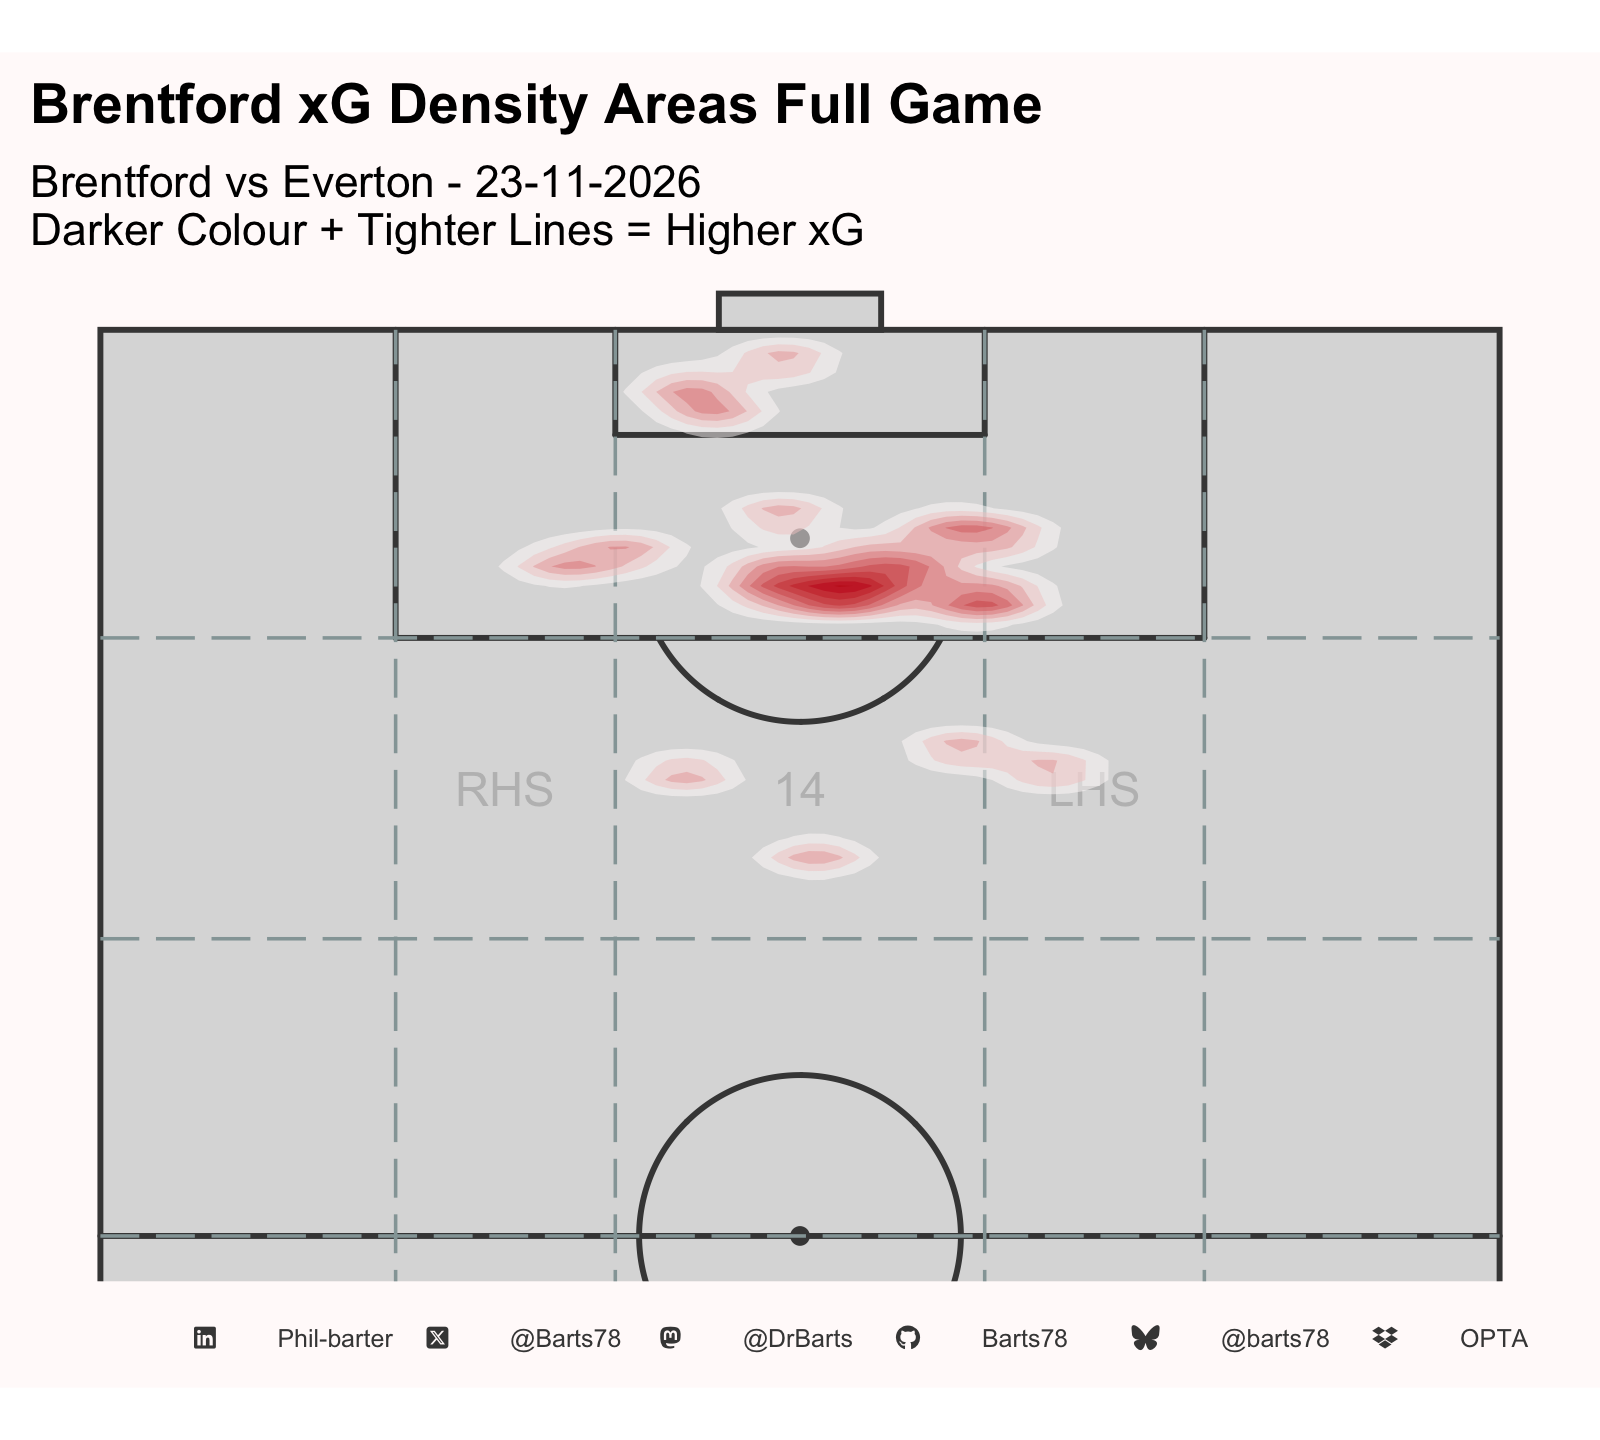 Brentford xG Density Areas Full Game
Brentford vs Everton - 23-11-2026
Darker Colour + Tighter Lines = Higher xG
RHS 14 LHS
Phil-barter @Barts78 @DrBarts Barts78 @barts78 OPTA